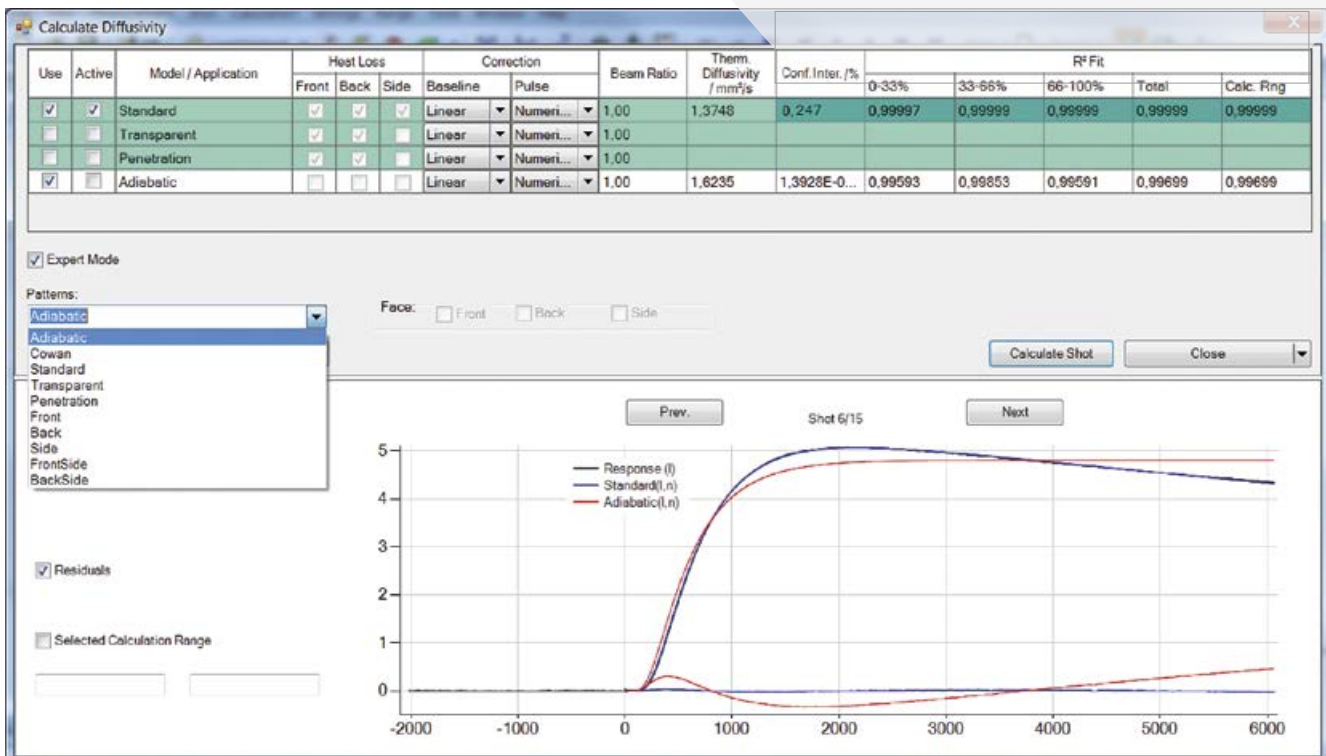 Calculate Diffusivity
X
Use Active Model / Application Heat Loss Correction Beam Ratio Therm. Diffusivity / mm²/s Conf.Inter. /% R² Fit
Front Back Side Baseline Pulse 0-33% 33-66% 66-100% Total Calc. Rng
Standard Linear Numeri... 1,00 1,3748 0,247 0,99997 0,99999 0,99999 0,99999 0,99999
Transparent Linear Numeri... 1,00
Penetration Linear Numeri... 1,00
Adiabatic Linear Numeri... 1,00 1,6235 1,3928E-0... 0,99593 0,99853 0,99591 0,99699 0,99699
Expert Mode
Patterns:
Adiabatic
Face: Front Back Side
Adiabatic
Cowan
Standard
Transparent
Penetration
Front
Back
Side
FrontSide
BackSide
Calculate Shot Close
Prev. Shot 6/15 Next
Response (l)
Standard(l,n)
Adiabatic(l,n)
Residuals
Selected Calculation Range
5
4
3
2
1
0
-2000 -1000 0 1000 2000 3000 4000 5000 6000